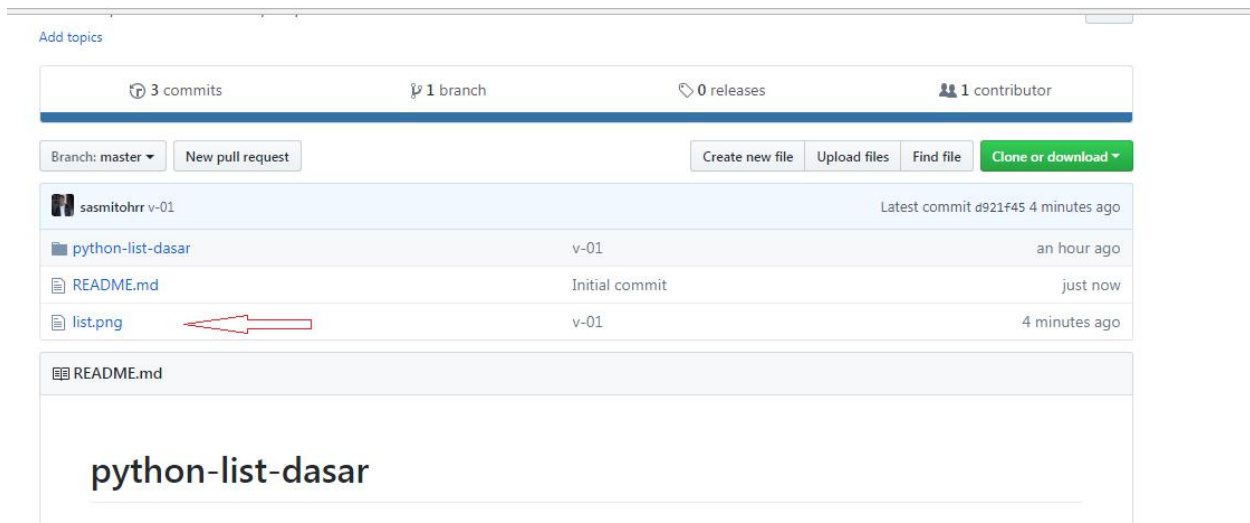 Add topics
3 commits
1 branch
0 releases
1 contributor
Branch: master
New pull request
Create new file
Upload files
Find file
Clone or download
sasmitohrr v-01
Latest commit d921f45 4 minutes ago
python-list-dasar v-01 an hour ago
README.md Initial commit just now
list.png v-01 4 minutes ago
README.md
python-list-dasar